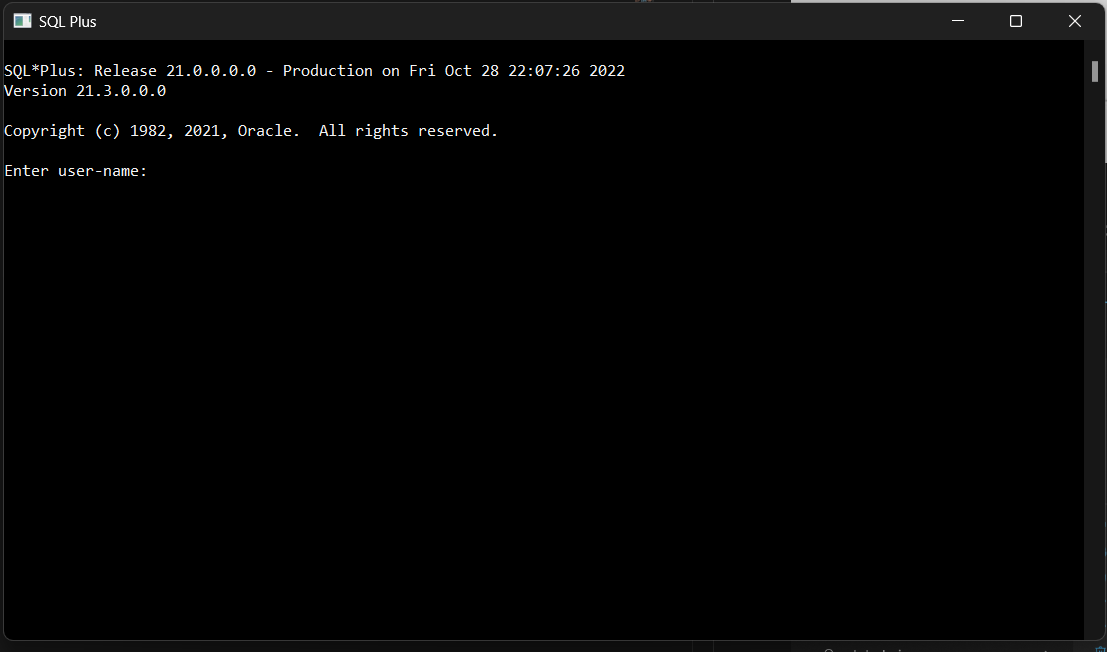 SQL Plus
SQL*Plus: Release 21.0.0.0.0 - Production on Fri Oct 28 22:07:26 2022
Version 21.3.0.0.0
Copyright (c) 1982, 2021, Oracle.  All rights reserved.
Enter user-name: